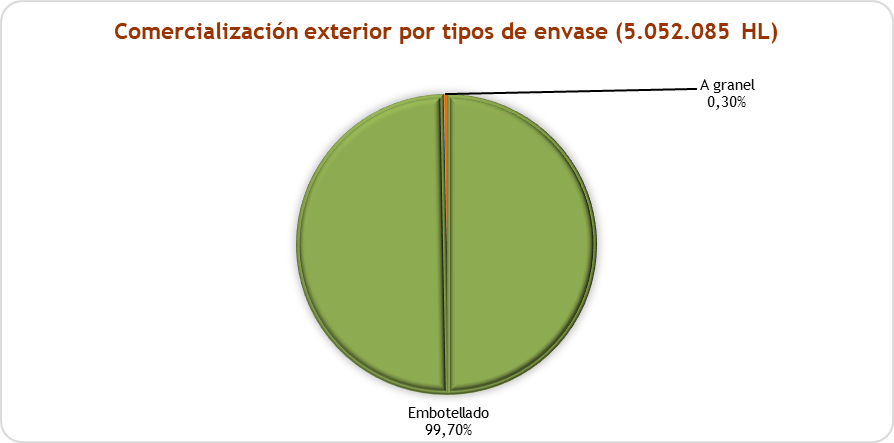 Comercialización exterior por tipos de envase (5.052.085 HL)
A granel
0,30%
Embotellado
99,70%